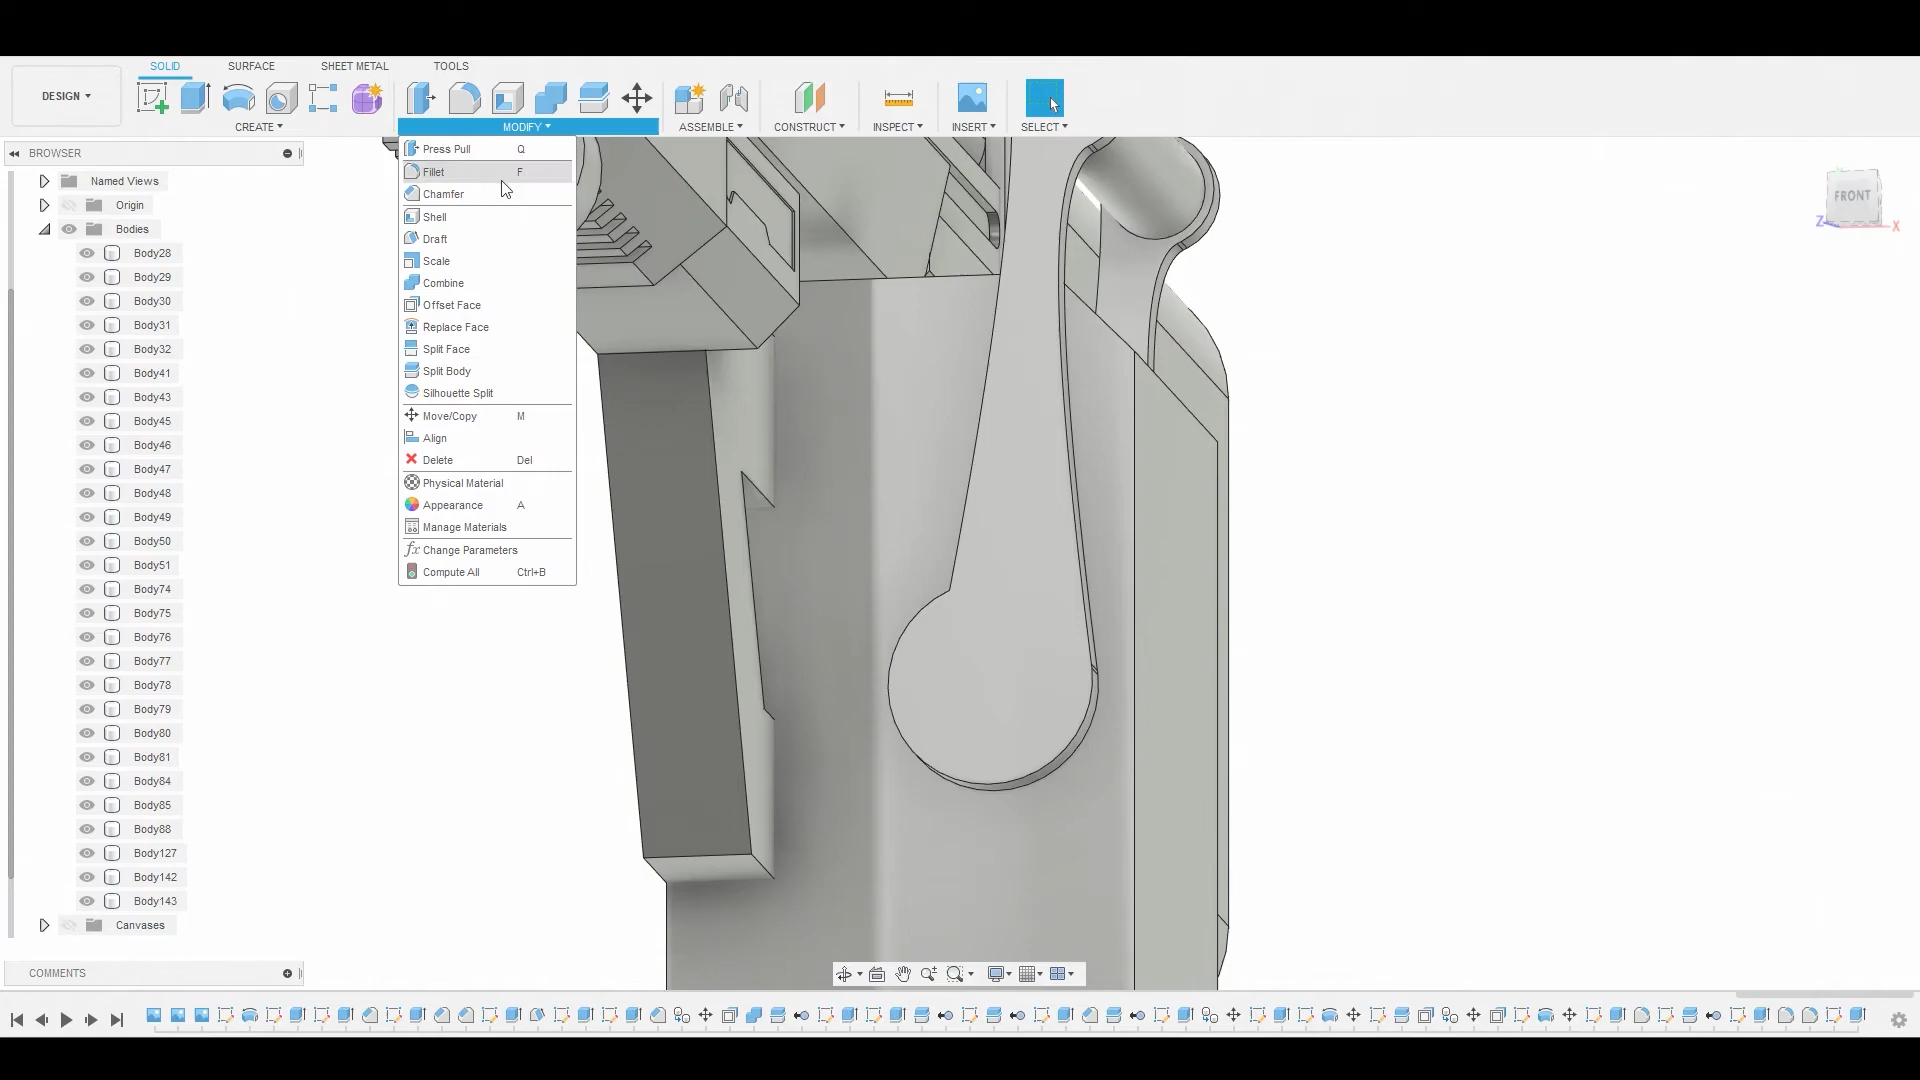 SOLID SURFACE SHEET METAL TOOLS
DESIGN
CREATE MODIFY ASSEMBLE CONSTRUCT INSPECT INSERT SELECT
BROWSER
Named Views
Origin
Bodies
Body28
Body29
Body30
Body31
Body32
Body41
Body43
Body45
Body46
Body47
Body48
Body49
Body50
Body51
Body74
Body75
Body76
Body77
Body78
Body79
Body80
Body81
Body84
Body85
Body88
Body127
Body142
Body143
Canvases
COMMENTS
Press Pull Q
Fillet F
Chamfer
Shell
Draft
Scale
Combine
Offset Face
Replace Face
Split Face
Split Body
Silhouette Split
Move/Copy M
Align
Delete Del
Physical Material
Appearance A
Manage Materials
fx Change Parameters
Compute All Ctrl+B
FRONT
Z X